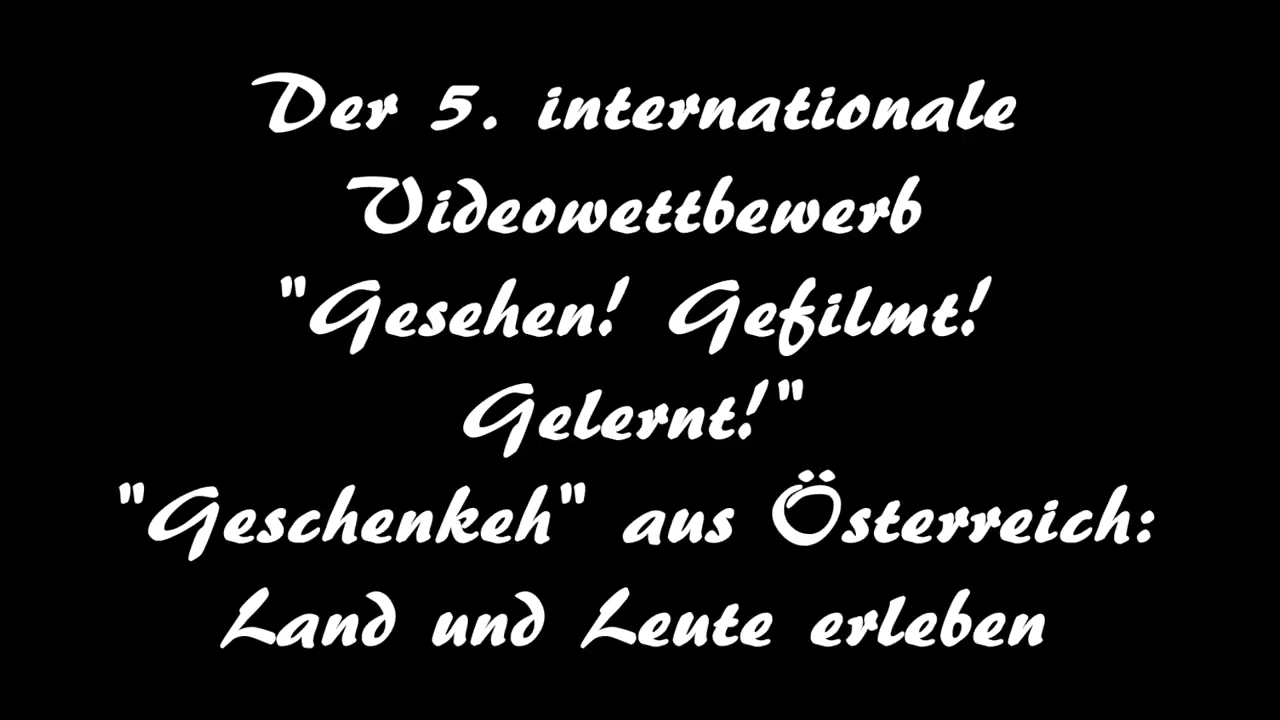 Der 5. internationale
Videowettbewerb
"Gesehen! Gefilmt!
Gelernt!"
"Geschenkeh" aus Österreich:
Land und Leute erleben